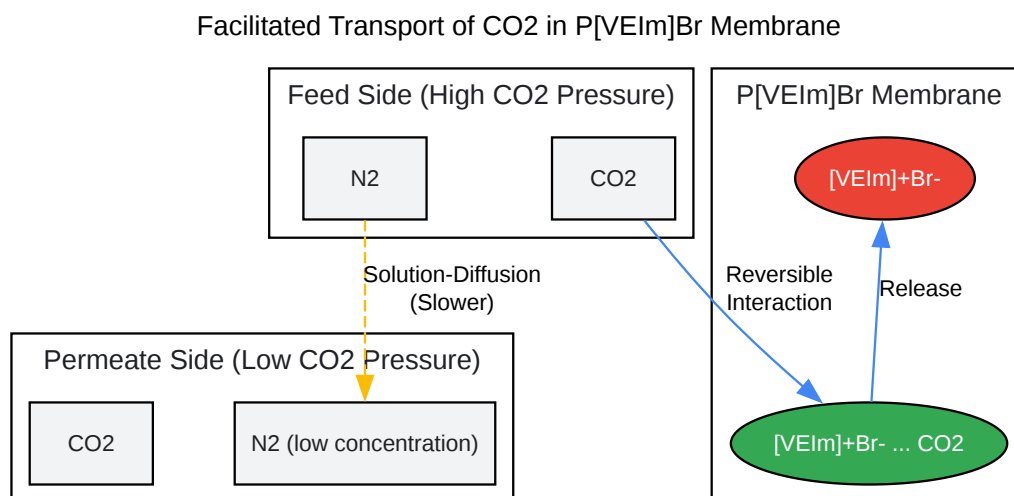 Facilitated Transport of CO2 in P[VEIm]Br Membrane
Feed Side (High CO2 Pressure)
P[VEIm]Br Membrane
N2
CO2
[VEIm]+Br-
Solution-Diffusion
(Slower)
Reversible
Interaction
Release
Permeate Side (Low CO2 Pressure)
CO2
N2 (low concentration)
[VEIm]+Br- ... CO2